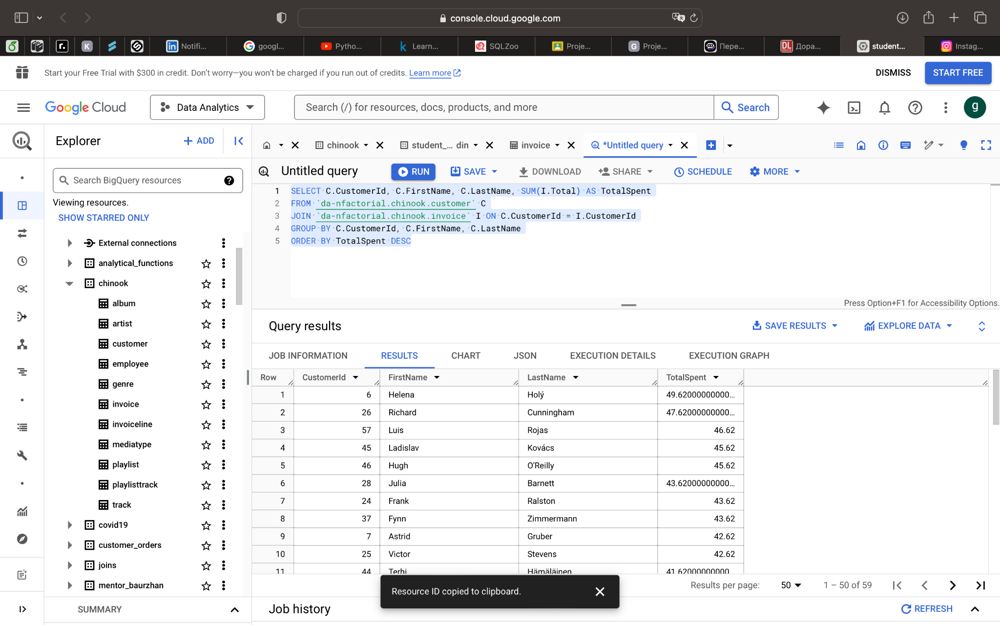 console.cloud.google.com
Notifi...
googl...
Pytho...
Learn...
SQLZoo
Proje...
Proje...
Пере...
Дора...
student...
Instag...
Start your Free Trial with $300 in credit. Don't worry—you won't be charged if you run out of credits. Learn more
DISMISS
START FREE
Google Cloud
Data Analytics
Search (/) for resources, docs, products, and more
Search
g
Explorer
+ ADD
chinook
student_... din
invoice
*Untitled query
Search BigQuery resources
Viewing resources.
SHOW STARRED ONLY
External connections
analytical_functions
chinook
album
artist
customer
employee
genre
invoice
invoiceline
mediatype
playlist
playlisttrack
track
covid19
customer_orders
joins
mentor_baurzhan
SUMMARY
Untitled query
RUN
SAVE
DOWNLOAD
SHARE
SCHEDULE
MORE
1 SELECT C.CustomerId, C.FirstName, C.LastName, SUM(I.Total) AS TotalSpent
2 FROM `da-nfactorial.chinook.customer` C
3 JOIN `da-nfactorial.chinook.invoice` I ON C.CustomerId = I.CustomerId
4 GROUP BY C.CustomerId, C.FirstName, C.LastName
5 ORDER BY TotalSpent DESC
Press Option+F1 for Accessibility Options.
Query results
SAVE RESULTS
EXPLORE DATA
JOB INFORMATION
RESULTS
CHART
JSON
EXECUTION DETAILS
EXECUTION GRAPH
Row CustomerId FirstName LastName TotalSpent
1 6 Helena Holý 49.62000000000...
2 26 Richard Cunningham 47.62000000000...
3 57 Luis Rojas 46.62
4 45 Ladislav Kovács 45.62
5 46 Hugh O'Reilly 45.62
6 28 Julia Barnett 43.62000000000...
7 24 Frank Ralston 43.62
8 37 Fynn Zimmermann 43.62
9 7 Astrid Gruber 42.62
10 25 Victor Stevens 42.62
11 44 Terhi Hämäläinen 41.62000000000...
Results per page: 50 1 – 50 of 59
Resource ID copied to clipboard.
Job history
REFRESH